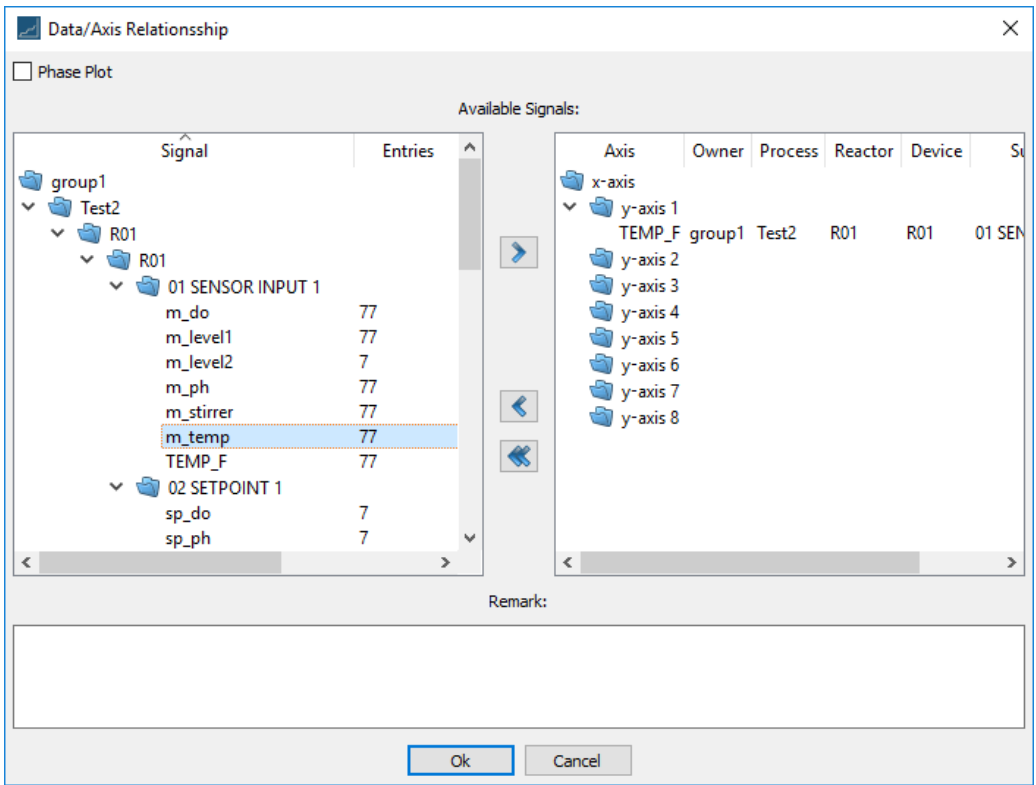 Data/Axis Relationsship
Phase Plot
Available Signals:
Signal Entries
group1
Test2
R01
R01
01 SENSOR INPUT 1
m_do 77
m_level1 77
m_level2 7
m_ph 77
m_stirrer 77
m_temp 77
TEMP_F 77
02 SETPOINT 1
sp_do 7
sp_ph 7
Axis Owner Process Reactor Device
x-axis
y-axis 1
TEMP_F group1 Test2 R01 R01 01 SEN
y-axis 2
y-axis 3
y-axis 4
y-axis 5
y-axis 6
y-axis 7
y-axis 8
Remark:
Ok Cancel